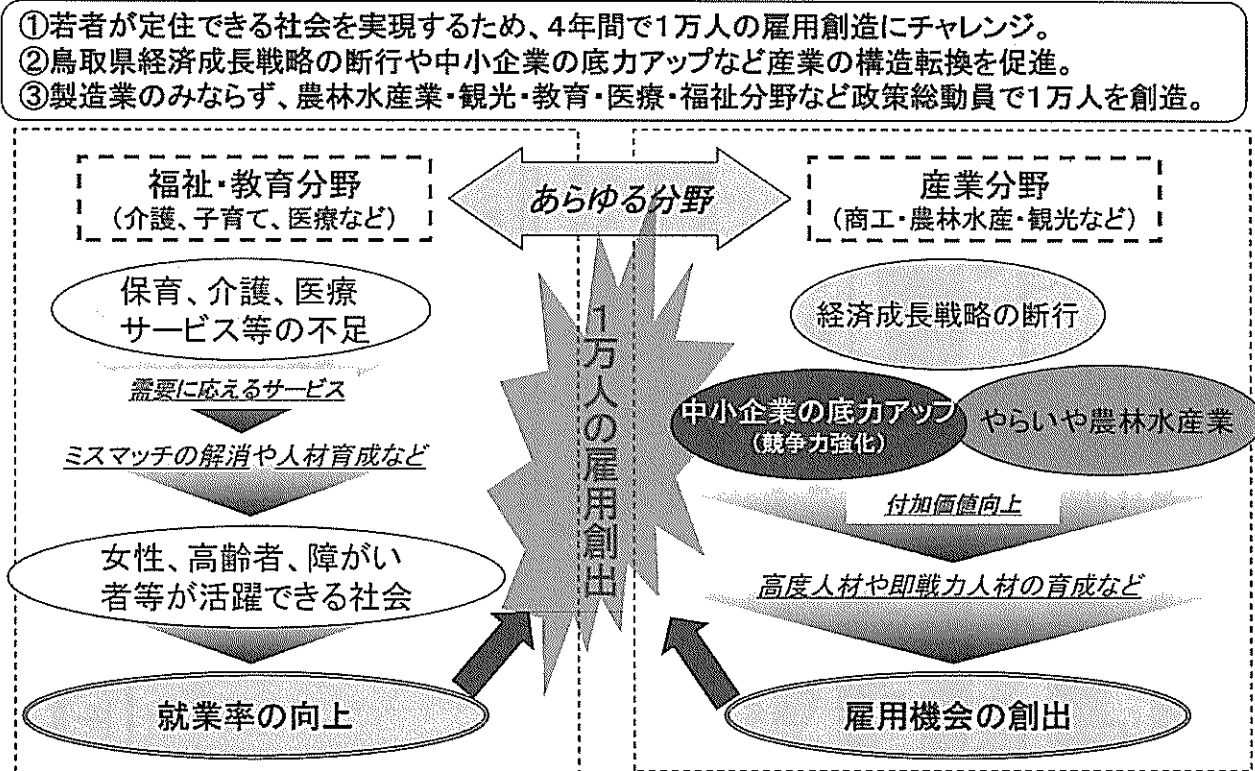 ①若者が定住できる社会を実現するため、4年間で1万人の雇用創造にチャレンジ。
②鳥取県経済成長戦略の断行や中小企業の底力アップなど産業の構造転換を促進。
③製造業のみならず、農林水産業・観光・教育・医療・福祉分野など政策総動員で1万人を創造。
福祉・教育分野
(介護、子育て、医療など)
あらゆる分野
産業分野
(商工・農林水産・観光など)
保育、介護、医療
サービス等の不足
需要に応えるサービス
ミスマッチの解消や人材育成など
女性、高齢者、障がい
者等が活躍できる社会
就業率の向上
1万人の雇用創出
経済成長戦略の断行
中小企業の底力アップ
(競争力強化)
やらいや農林水産業
付加価値向上
高度人材や即戦力人材の育成など
雇用機会の創出